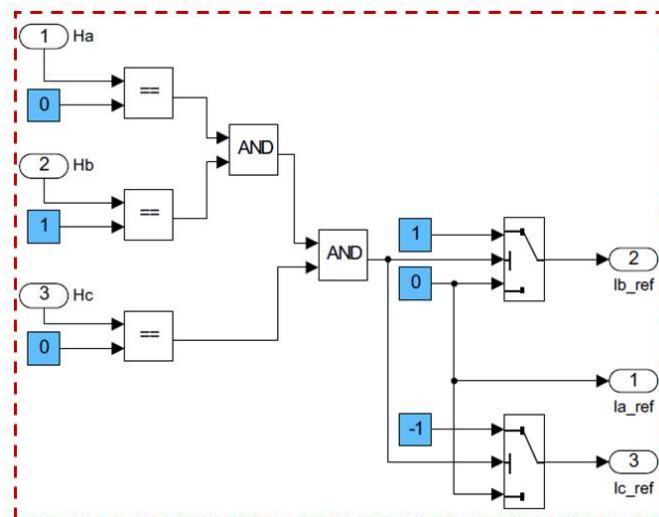 1 Ha
==
0
AND
2 Hb
==
1
AND
1
2
Ib_ref
0
3 Hc
==
0
1
Ia_ref
-1
3
Ic_ref